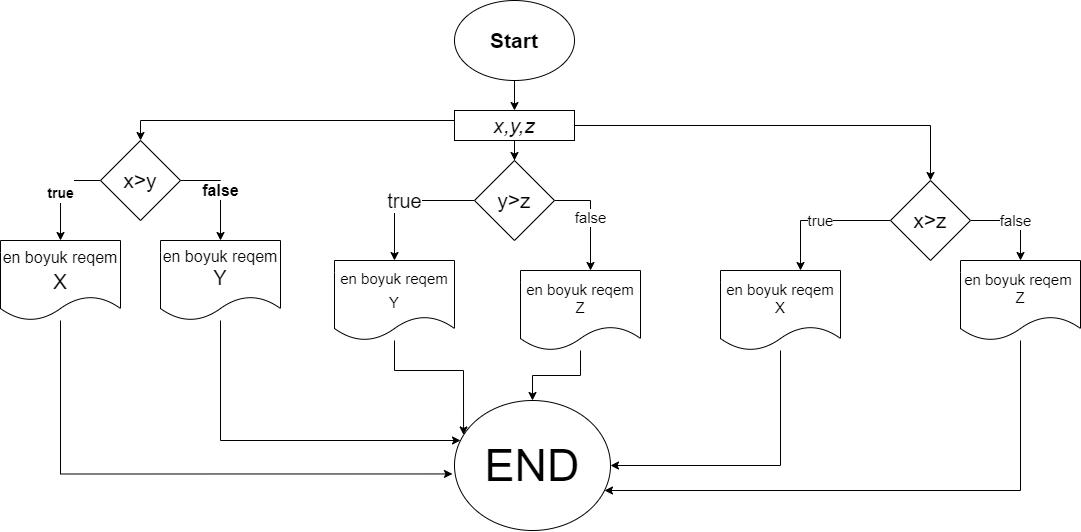 Start
x,y,z
x>y
true
false
en boyuk reqem
X
en boyuk reqem
Y
y>z
true
false
en boyuk reqem
Y
en boyuk reqem
Z
x>z
true
false
en boyuk reqem
X
en boyuk reqem
Z
END